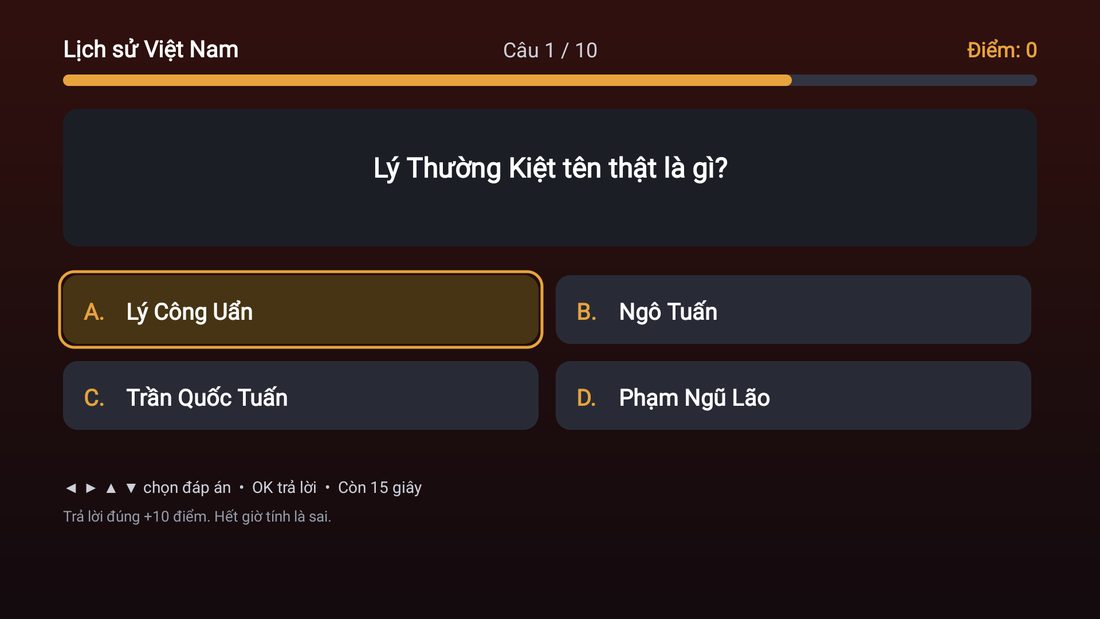 Lịch sử Việt Nam
Câu 1 / 10
Điểm: 0
Lý Thường Kiệt tên thật là gì?
A. Lý Công Uẩn
B. Ngô Tuấn
C. Trần Quốc Tuấn
D. Phạm Ngũ Lão
◄ ► ▲ ▼ chọn đáp án • OK trả lời • Còn 15 giây
Trả lời đúng +10 điểm. Hết giờ tính là sai.